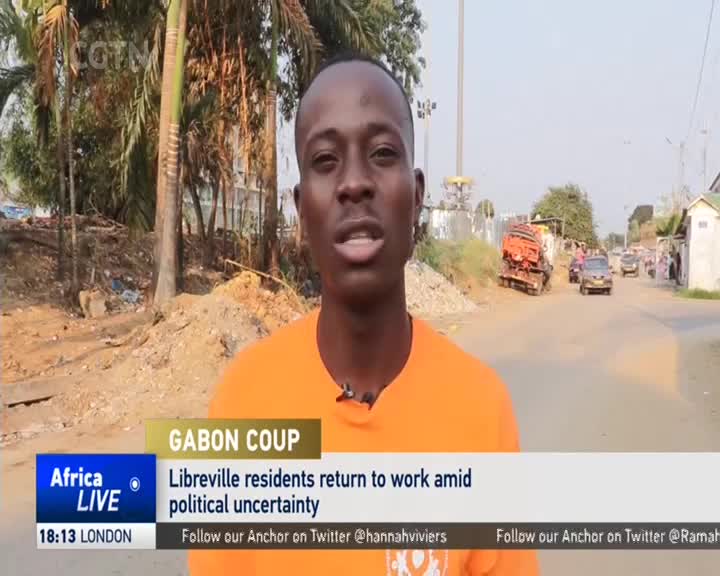 CGTN
GABON COUP
Africa
LIVE
Libreville residents return to work amid
political uncertainty
18:13 LONDON
Follow our Anchor on Twitter @hannahviviers
Follow our Anchor on Twitter @Ramah